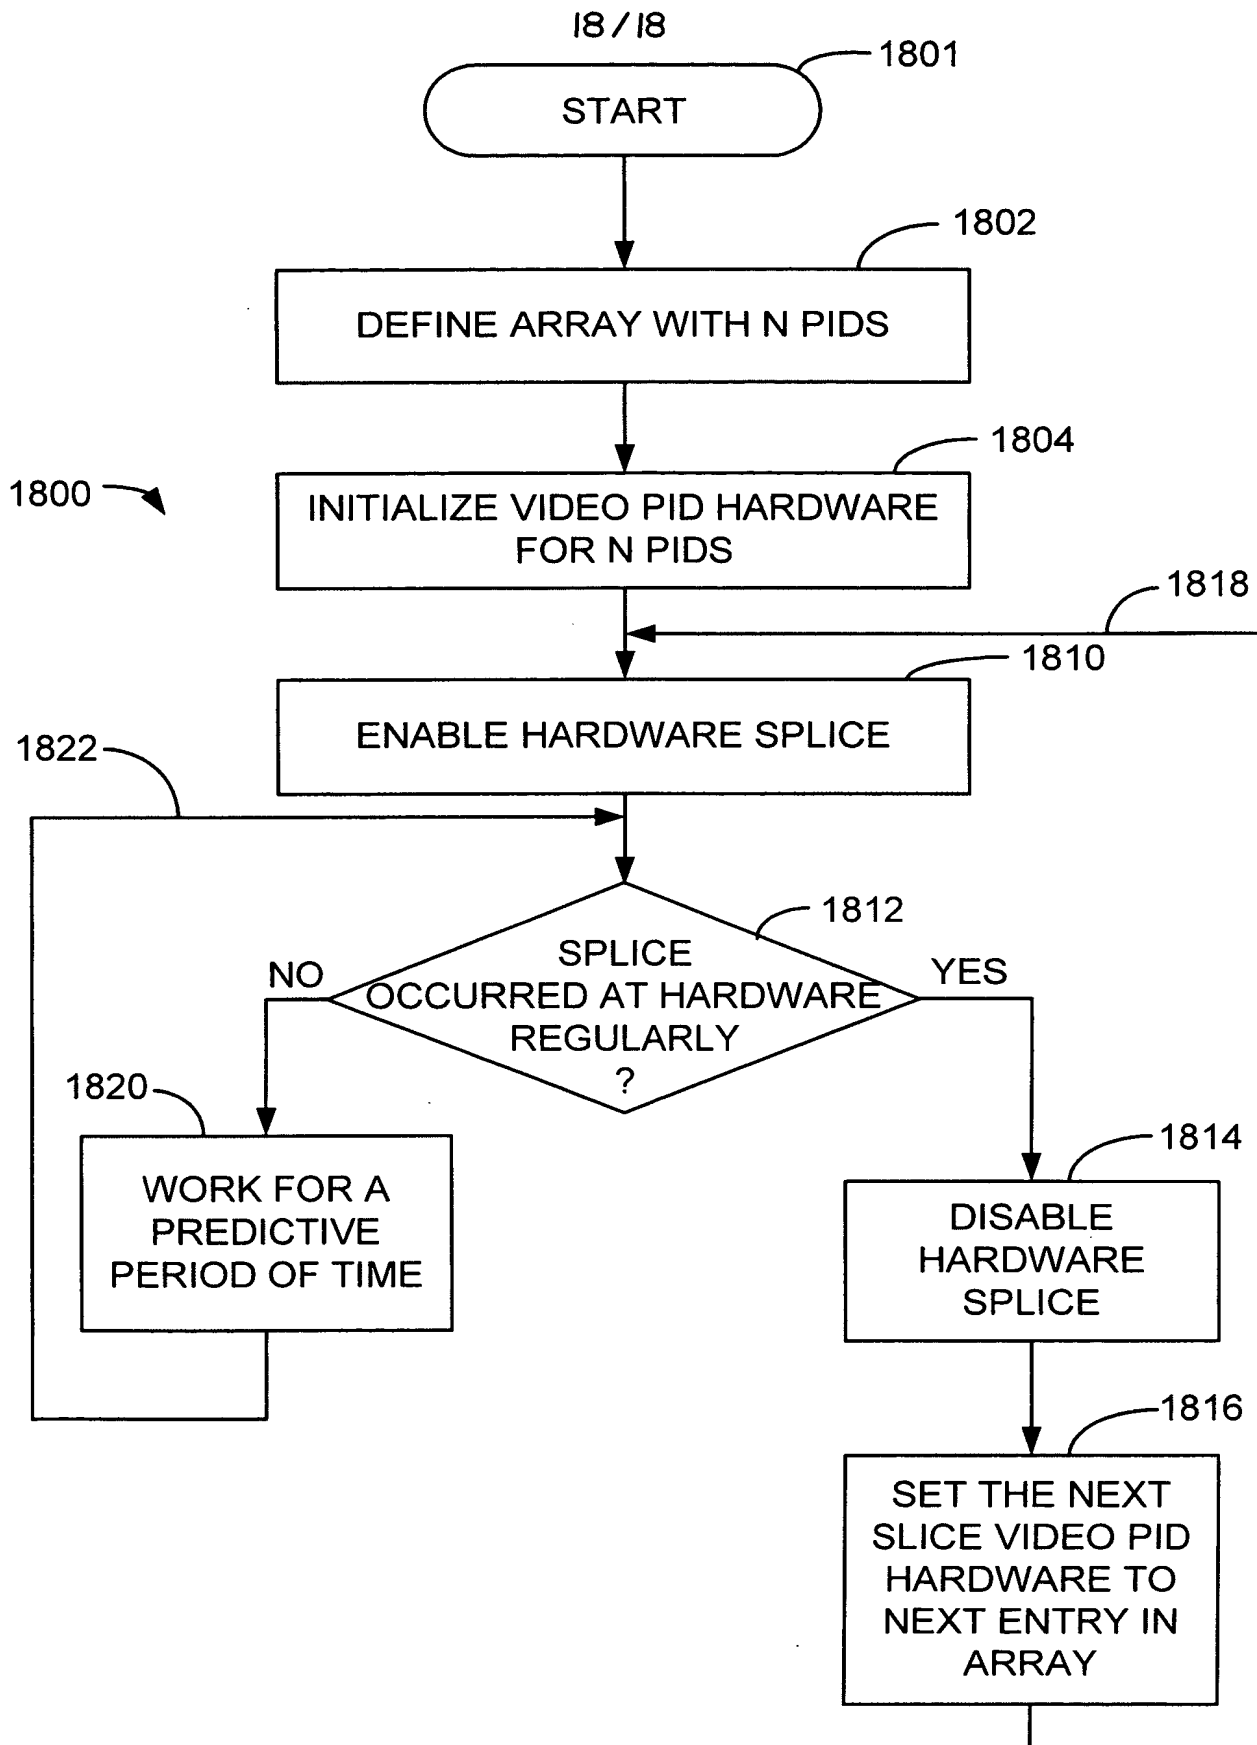 18/18
1801
START
1802
DEFINE ARRAY WITH N PIDS
1804
1800
INITIALIZE VIDEO PID HARDWARE
FOR N PIDS
1818
1810
ENABLE HARDWARE SPLICE
1822
1812
SPLICE
OCCURRED AT HARDWARE
REGULARLY
?
NO
YES
1820
WORK FOR A
PREDICTIVE
PERIOD OF TIME
1814
DISABLE
HARDWARE
SPLICE
1816
SET THE NEXT
SLICE VIDEO PID
HARDWARE TO
NEXT ENTRY IN
ARRAY